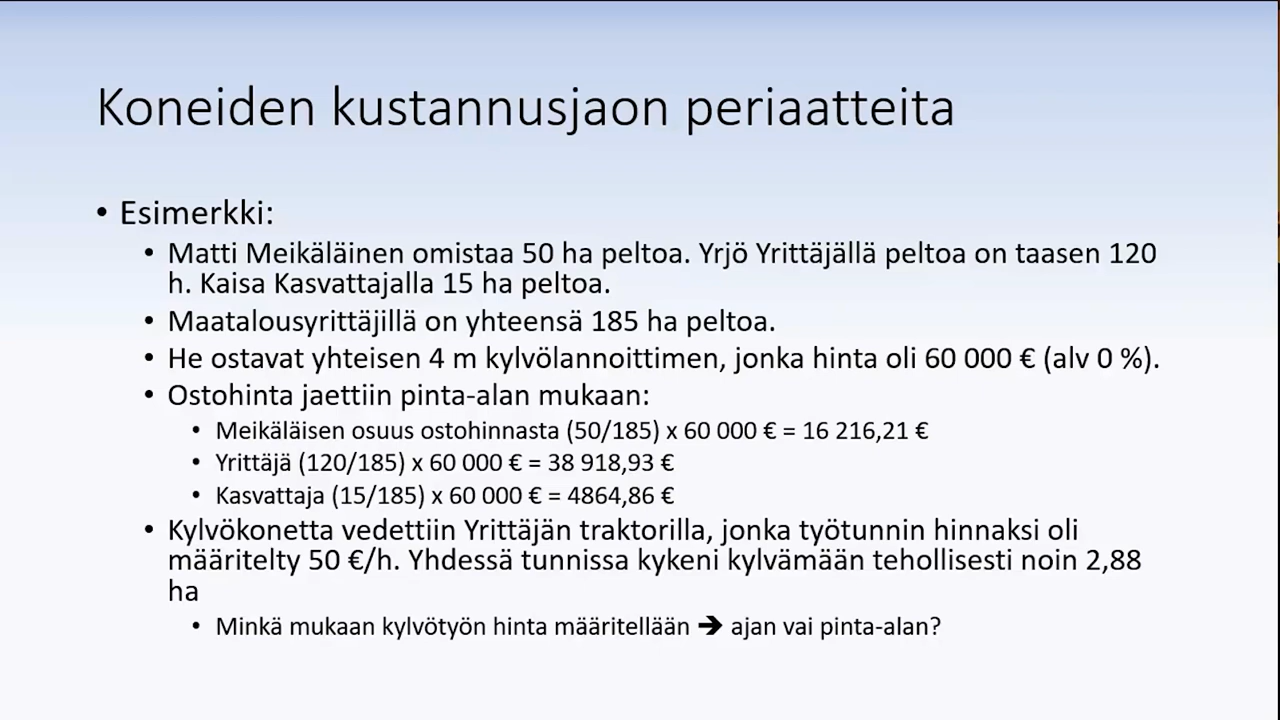 Koneiden kustannusjaon periaatteita
• Esimerkki:
• Matti Meikäläinen omistaa 50 ha peltoa. Yrjö Yrittäjällä peltoa on taasen 120
h. Kaisa Kasvattajalla 15 ha peltoa.
• Maatalousyrittäjillä on yhteensä 185 ha peltoa.
• He ostavat yhteisen 4 m kylvölannoittimen, jonka hinta oli 60 000 € (alv 0 %).
• Ostohinta jaettiin pinta-alan mukaan:
• Meikäläisen osuus ostohinnasta (50/185) x 60 000 € = 16 216,21 €
• Yrittäjä (120/185) x 60 000 € = 38 918,93 €
• Kasvattaja (15/185) x 60 000 € = 4864,86 €
• Kylvökonetta vedettiin Yrittäjän traktorilla, jonka työtunnin hinnaksi oli
määritelty 50 €/h. Yhdessä tunnissa kykeni kylvämään tehollisesti noin 2,88
ha
• Minkä mukaan kylvötyön hinta määritellään ➔ ajan vai pinta-alan?